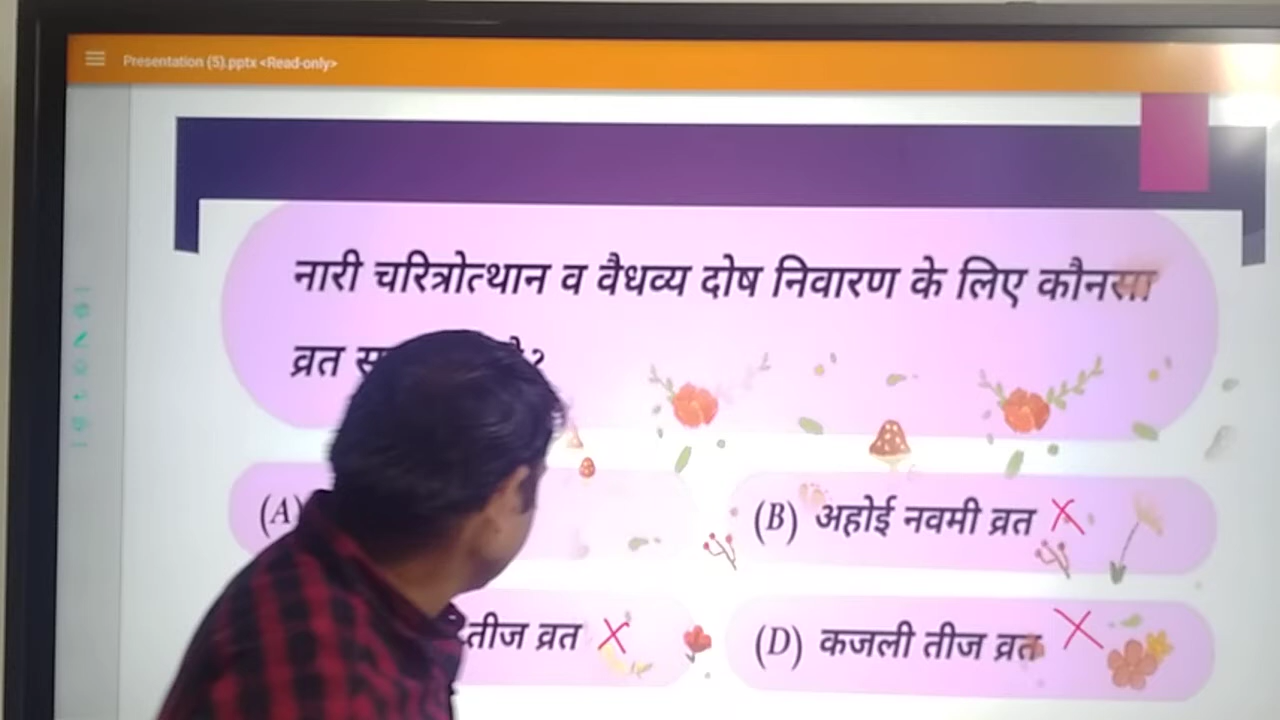 Presentation (5).pptx <Read-only>
नारी चरित्रोत्थान व वैधव्य दोष निवारण के लिए कौनसा
व्रत
(A)
(B) अहोई नवमी व्रत
तीज व्रत
(D) कजली तीज व्रत